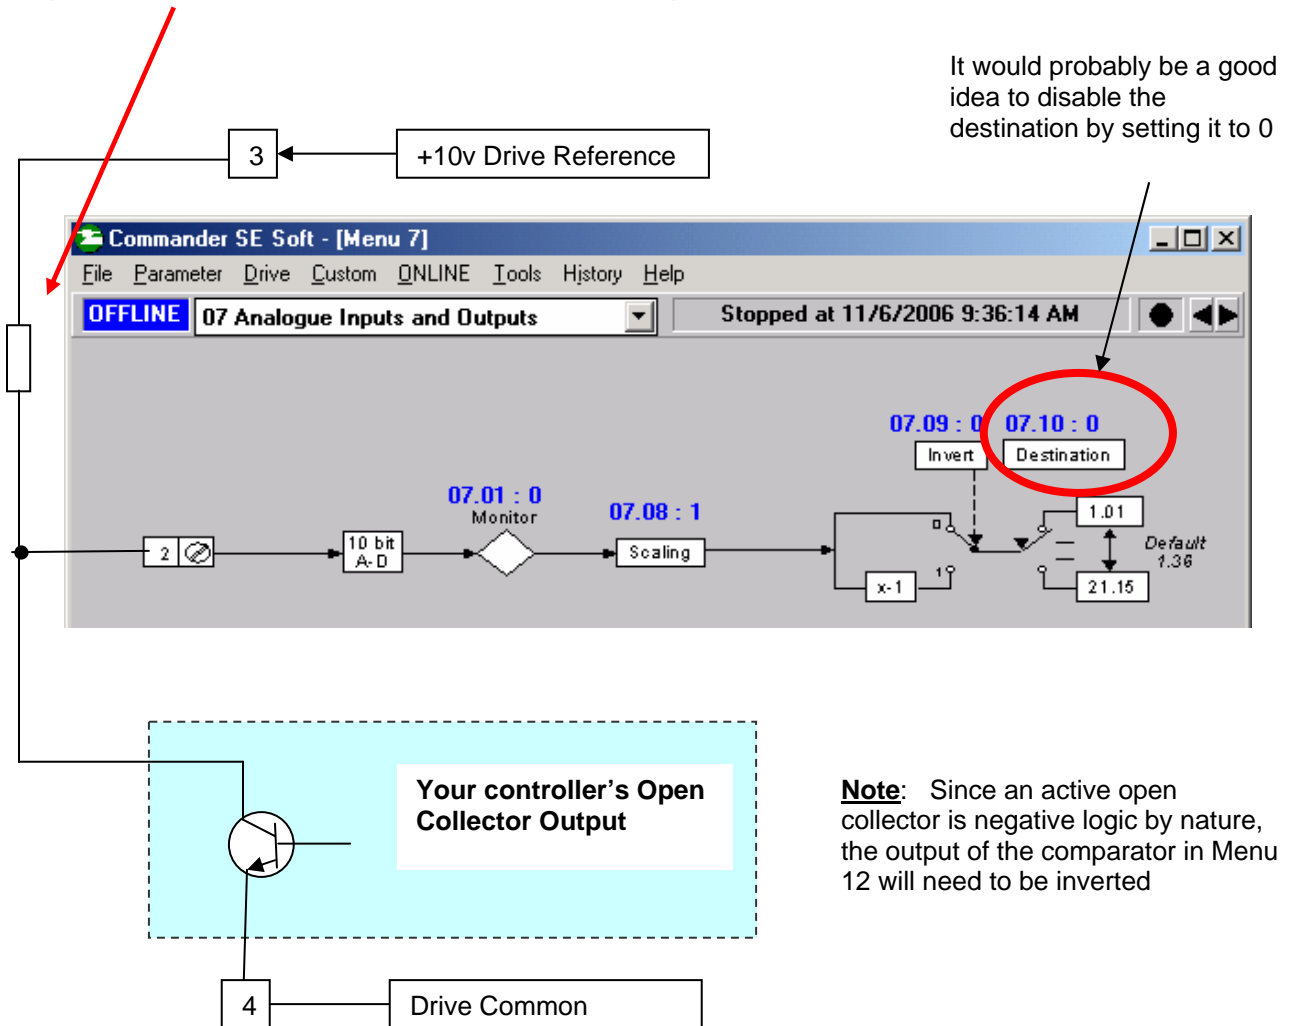 It would probably be a good
idea to disable the
destination by setting it to 0
3
+10v Drive Reference
Commander SE Soft - [Menu 7]
File Parameter Drive Custom ONLINE Tools History Help
OFFLINE 07 Analogue Inputs and Outputs Stopped at 11/6/2006 9:36:14 AM
07.09 : 0 07.10 : 0
Invert Destination
07.01 : 0
Monitor
07.08 : 1
2
10 bit
A-D
Scaling
0
1
x-1
1.01
Default
1.36
21.15
Your controller's Open
Collector Output
Note: Since an active open
collector is negative logic by nature,
the output of the comparator in Menu
12 will need to be inverted
4
Drive Common